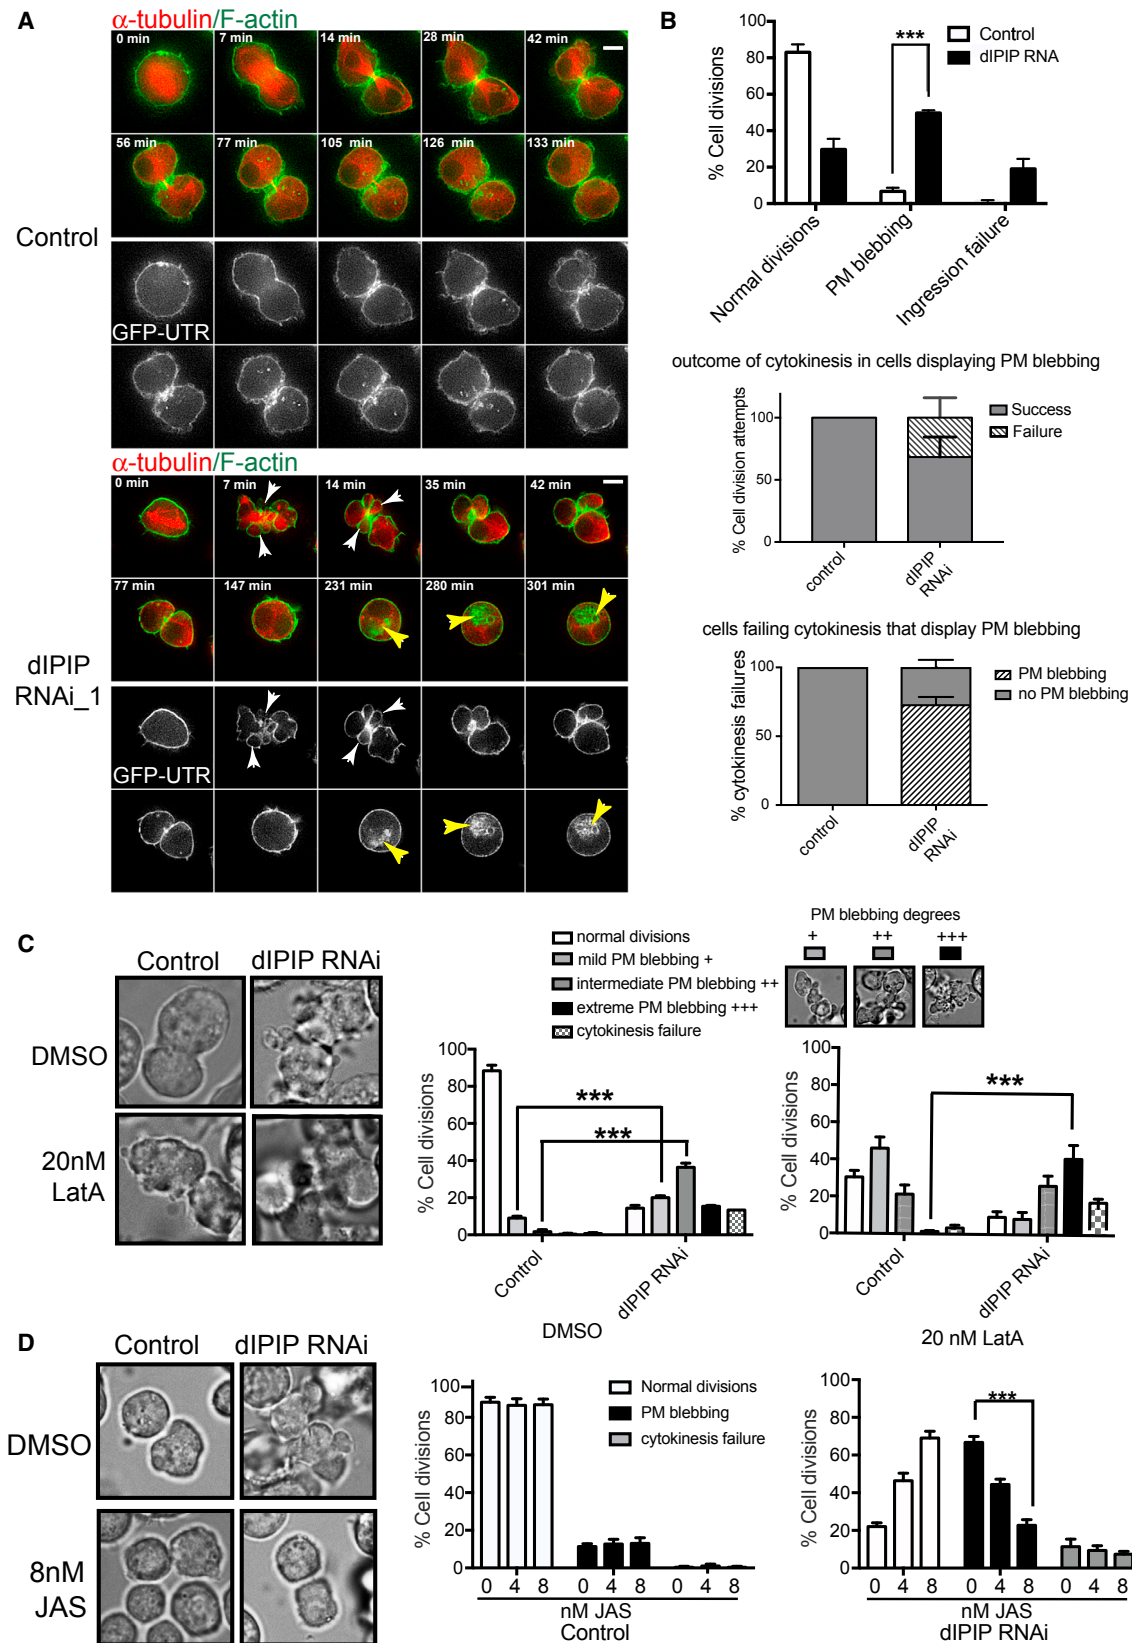 A
α-tubulin/F-actin
0 min
7 min
14 min
28 min
42 min
56 min
77 min
105 min
126 min
133 min
Control
GFP-UTR
α-tubulin/F-actin
0 min
7 min
14 min
35 min
42 min
77 min
147 min
231 min
280 min
301 min
dIPIP
RNAi_1
GFP-UTR
B
Control
dIPIP RNA
***
% Cell divisions
100
80
60
40
20
0
Normal divisions
PM blebbing
Ingression failure
outcome of cytokinesis in cells displaying PM blebbing
% Cell division attempts
100
50
0
Success
Failure
control
dIPIP
RNAi
cells failing cytokinesis that display PM blebbing
% cytokinesis failures
100
50
0
PM blebbing
no PM blebbing
control
dIPIP
RNAi
C
Control
dIPIP RNAi
DMSO
20nM
LatA
normal divisions
mild PM blebbing +
intermediate PM blebbing ++
extreme PM blebbing +++
cytokinesis failure
PM blebbing degrees
+
++
+++
% Cell divisions
100
80
60
40
20
0
***
***
Control
dIPIP RNAi
DMSO
% Cell divisions
100
80
60
40
20
0
***
Control
dIPIP RNAi
20 nM LatA
D
Control
dIPIP RNAi
DMSO
8nM
JAS
% Cell divisions
100
80
60
40
20
0
Normal divisions
PM blebbing
cytokinesis failure
0 4 8 0 4 8 0 4 8
nM JAS
Control
% Cell divisions
100
80
60
40
20
0
***
0 4 8 0 4 8 0 4 8
nM JAS
dIPIP RNAi